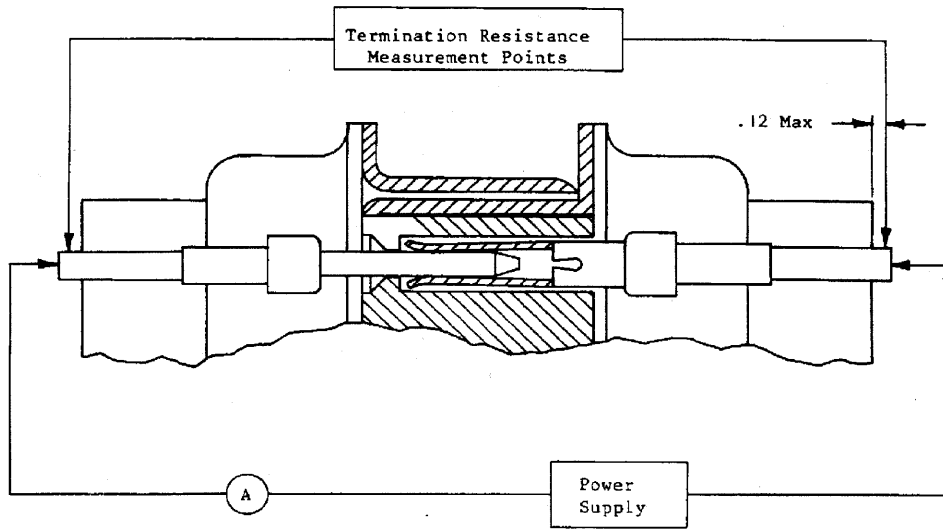 Termination Resistance
Measurement Points
.12 Max
A
Power
Supply